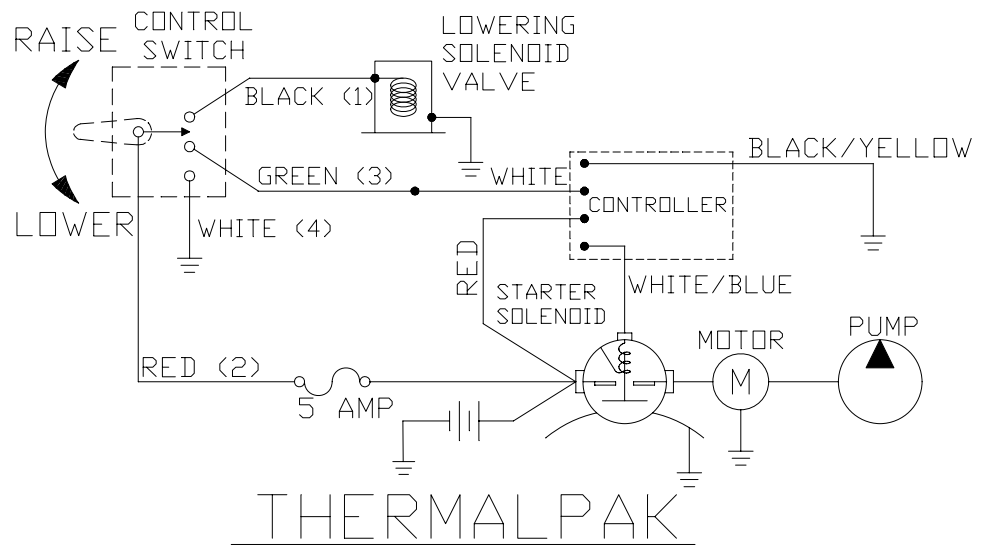 CONTROL
SWITCH
RAISE
LOWER
LOWERING
SOLENOID
VALVE
BLACK (1)
GREEN (3)
WHITE
WHITE (4)
BLACK/YELLOW
CONTROLLER
RED
WHITE/BLUE
STARTER
SOLENOID
MOTOR
M
PUMP
RED (2)
5 AMP
THERMALPAK